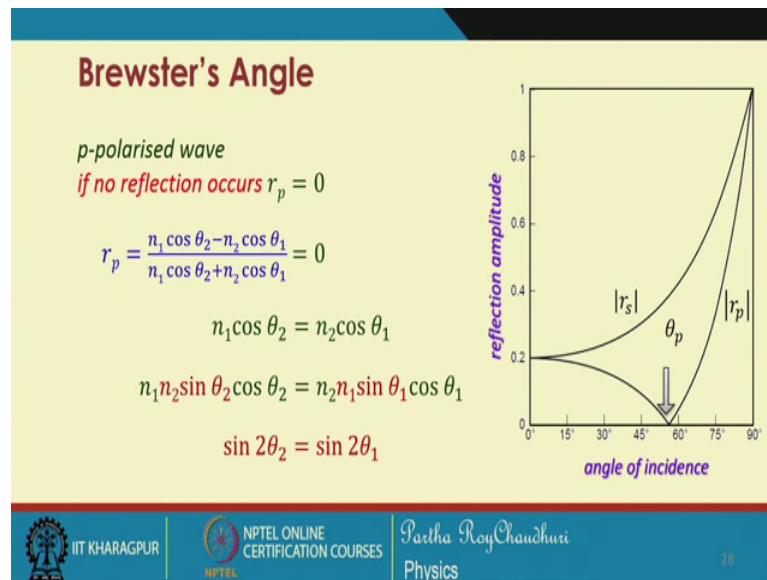 Brewster's Angle
p-polarised wave
if no reflection occurs r_p = 0
r_p = (n_1 cos θ_2 − n_2 cos θ_1) / (n_1 cos θ_2 + n_2 cos θ_1) = 0
n_1 cos θ_2 = n_2 cos θ_1
n_1 n_2 sin θ_2 cos θ_2 = n_2 n_1 sin θ_1 cos θ_1
sin 2θ_2 = sin 2θ_1
reflection amplitude
1
0.8
0.6
0.4
0.2
0
|r_s|
θ_p
|r_p|
0° 15° 30° 45° 60° 75° 90°
angle of incidence
IIT KHARAGPUR
NPTEL
NPTEL ONLINE
CERTIFICATION COURSES
Partha RoyChaudhuri
Physics
28